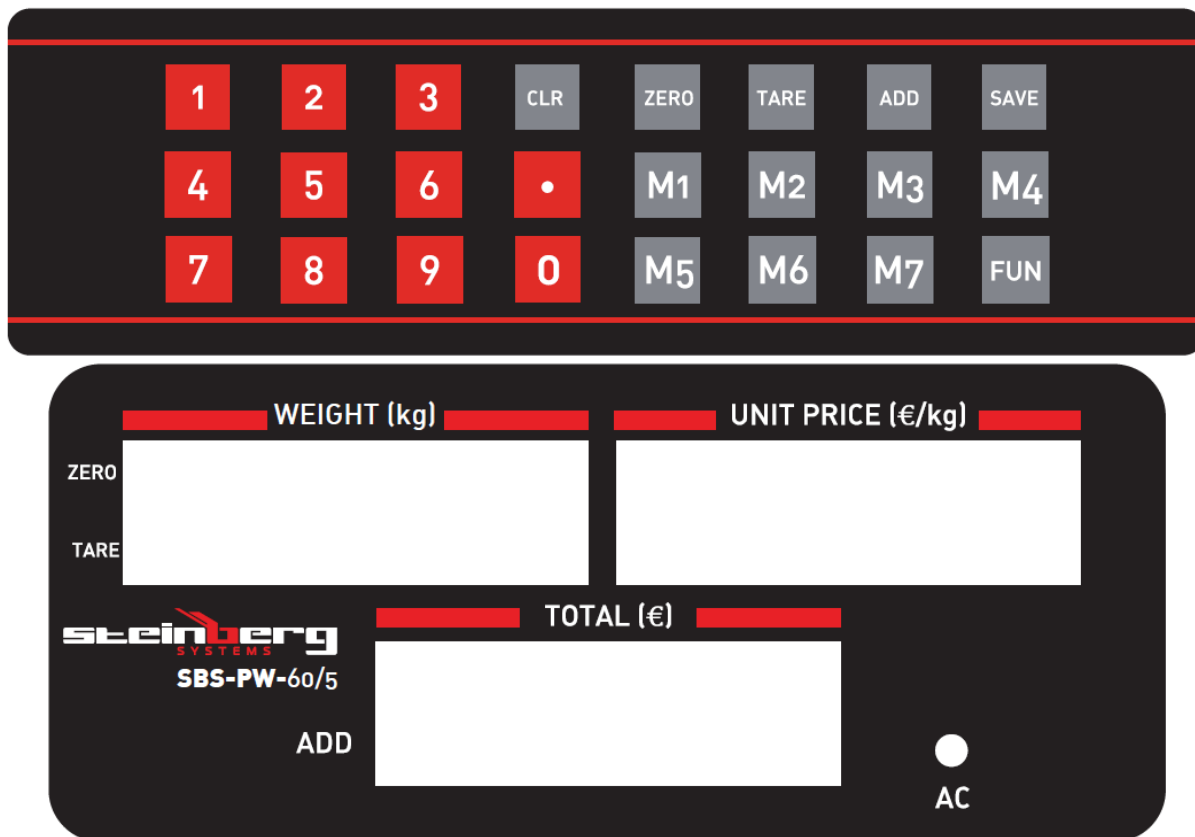 1 2 3 CLR ZERO TARE ADD SAVE
4 5 6 • M1 M2 M3 M4
7 8 9 0 M5 M6 M7 FUN
WEIGHT (kg) UNIT PRICE (€/kg)
ZERO
TARE
TOTAL (€)
steinberg
SYSTEMS
SBS-PW-60/5
ADD
AC